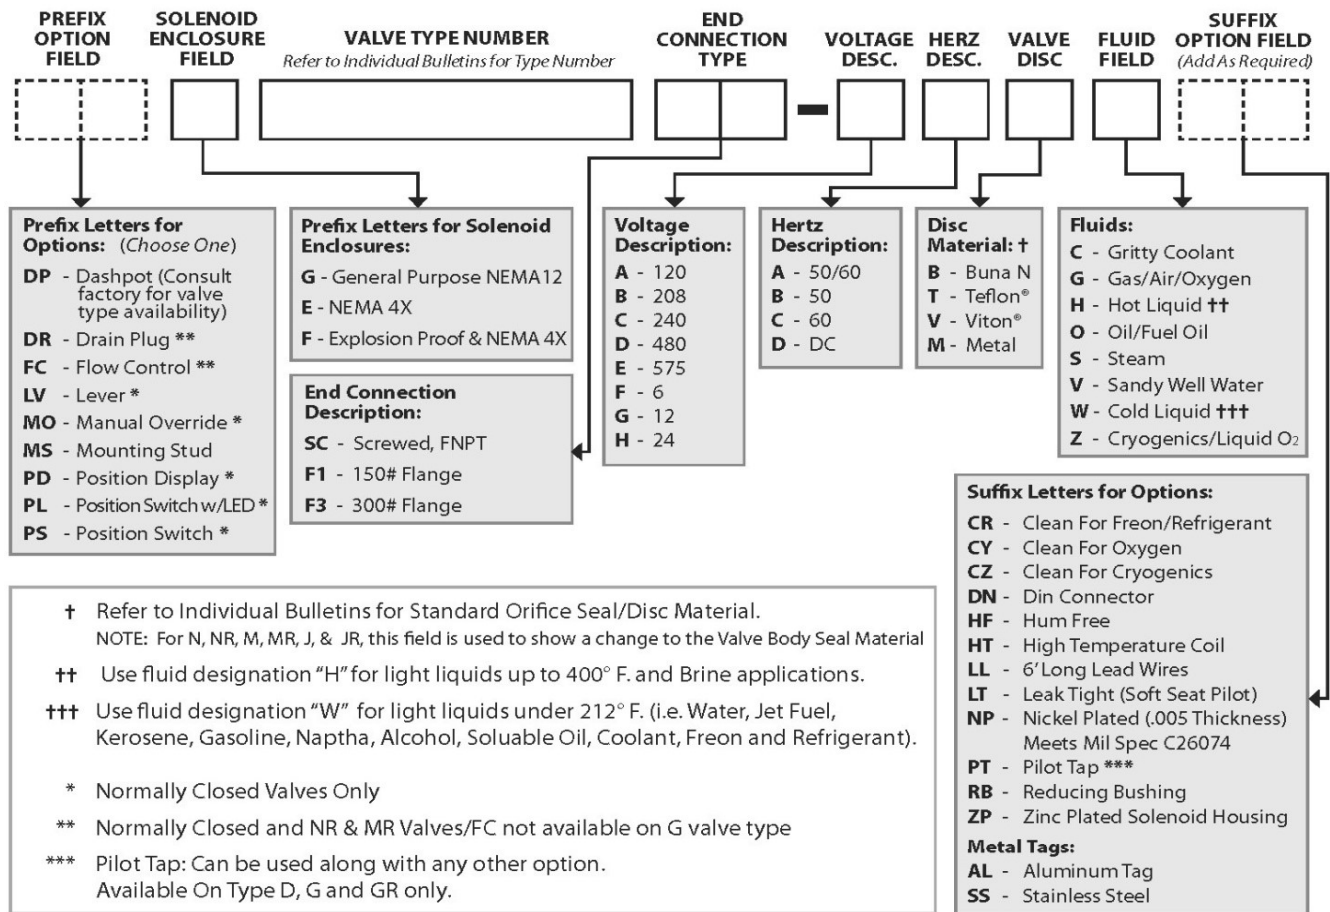 PREFIX
OPTION
FIELD
SOLENOID
ENCLOSURE
FIELD
VALVE TYPE NUMBER
Refer to Individual Bulletins for Type Number
END
CONNECTION
TYPE
VOLTAGE
DESC.
HERZ
DESC.
VALVE
DISC
FLUID
FIELD
SUFFIX
OPTION FIELD
(Add As Required)
Prefix Letters for
Options: (Choose One)
DP - Dashpot (Consult
factory for valve
type availability)
DR - Drain Plug **
FC - Flow Control **
LV - Lever *
MO - Manual Override *
MS - Mounting Stud
PD - Position Display *
PL - Position Switch w/LED *
PS - Position Switch *
Prefix Letters for Solenoid
Enclosures:
G - General Purpose NEMA12
E - NEMA 4X
F - Explosion Proof & NEMA 4X
End Connection
Description:
SC - Screwed, FNPT
F1 - 150# Flange
F3 - 300# Flange
Voltage
Description:
A - 120
B - 208
C - 240
D - 480
E - 575
F - 6
G - 12
H - 24
Hertz
Description:
A - 50/60
B - 50
C - 60
D - DC
Disc
Material: †
B - Buna N
T - Teflon®
V - Viton®
M - Metal
Fluids:
C - Gritty Coolant
G - Gas/Air/Oxygen
H - Hot Liquid ††
O - Oil/Fuel Oil
S - Steam
V - Sandy Well Water
W - Cold Liquid †††
Z - Cryogenics/Liquid O2
Suffix Letters for Options:
CR - Clean For Freon/Refrigerant
CY - Clean For Oxygen
CZ - Clean For Cryogenics
DN - Din Connector
HF - Hum Free
HT - High Temperature Coil
LL - 6' Long Lead Wires
LT - Leak Tight (Soft Seat Pilot)
NP - Nickel Plated (.005 Thickness)
Meets Mil Spec C26074
PT - Pilot Tap ***
RB - Reducing Bushing
ZP - Zinc Plated Solenoid Housing
Metal Tags:
AL - Aluminum Tag
SS - Stainless Steel
† Refer to Individual Bulletins for Standard Orifice Seal/Disc Material.
NOTE: For N, NR, M, MR, J, & JR, this field is used to show a change to the Valve Body Seal Material
†† Use fluid designation "H" for light liquids up to 400° F. and Brine applications.
††† Use fluid designation "W" for light liquids under 212° F. (i.e. Water, Jet Fuel,
Kerosene, Gasoline, Naptha, Alcohol, Soluable Oil, Coolant, Freon and Refrigerant).
* Normally Closed Valves Only
** Normally Closed and NR & MR Valves/FC not available on G valve type
*** Pilot Tap: Can be used along with any other option.
Available On Type D, G and GR only.